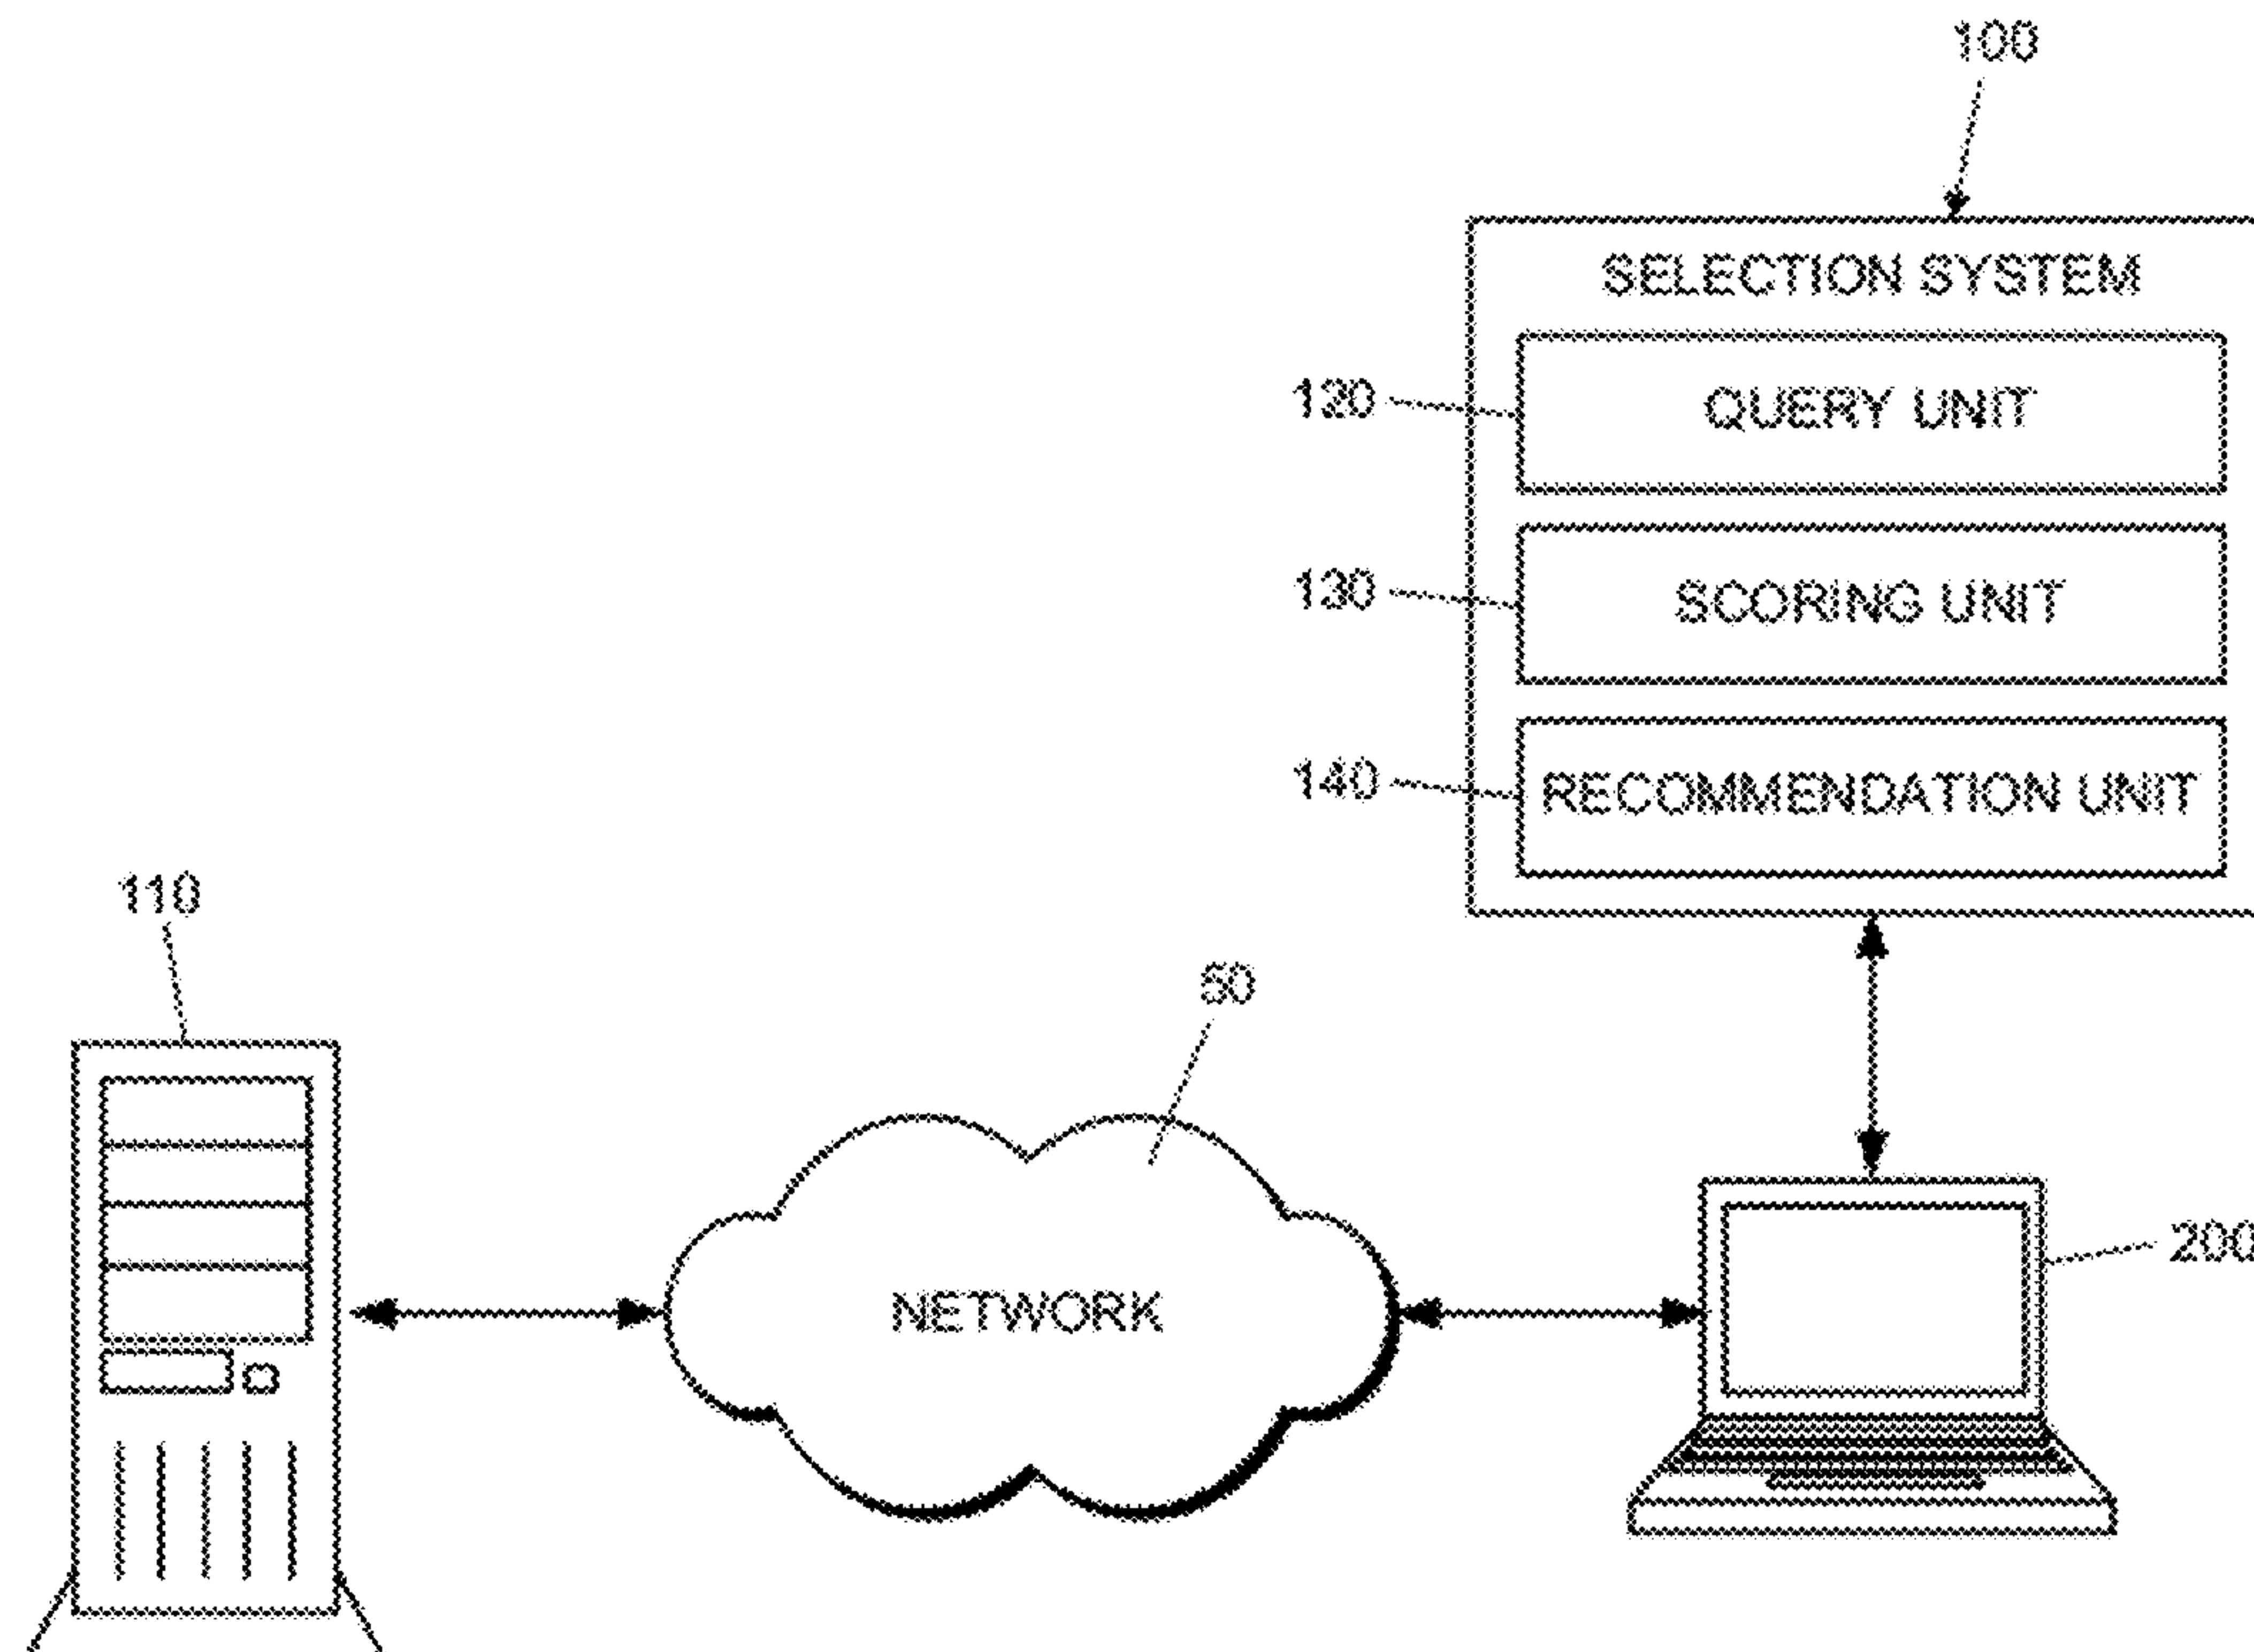 100
SELECTION SYSTEM
120
QUERY UNIT
130
SCORING UNIT
140
RECOMMENDATION UNIT
110
50
NETWORK
200